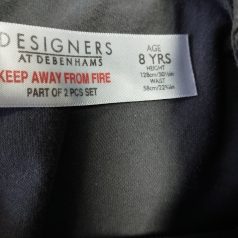 DESIGNERS
AT DEBENHAMS
KEEP AWAY FROM FIRE
PART OF 2 PCS SET
AGE
8 YRS
HEIGHT
128cm/50½in
WAIST
58cm/22¾in